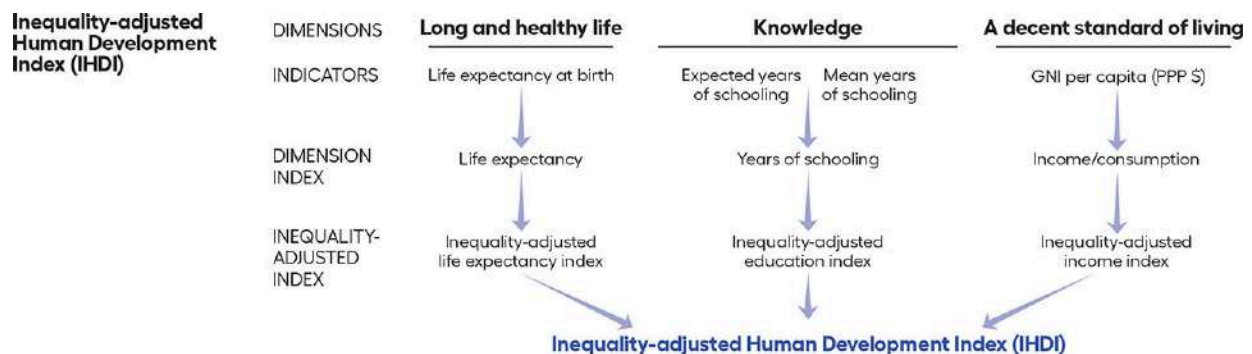 Inequality-adjusted
Human Development
Index (IHDI)
DIMENSIONS
Long and healthy life
Knowledge
A decent standard of living
INDICATORS
Life expectancy at birth
Expected years
of schooling
Mean years
of schooling
GNI per capita (PPP $)
DIMENSION
INDEX
Life expectancy
Years of schooling
Income/consumption
INEQUALITY-
ADJUSTED
INDEX
Inequality-adjusted
life expectancy index
Inequality-adjusted
education index
Inequality-adjusted
income index
Inequality-adjusted Human Development Index (IHDI)